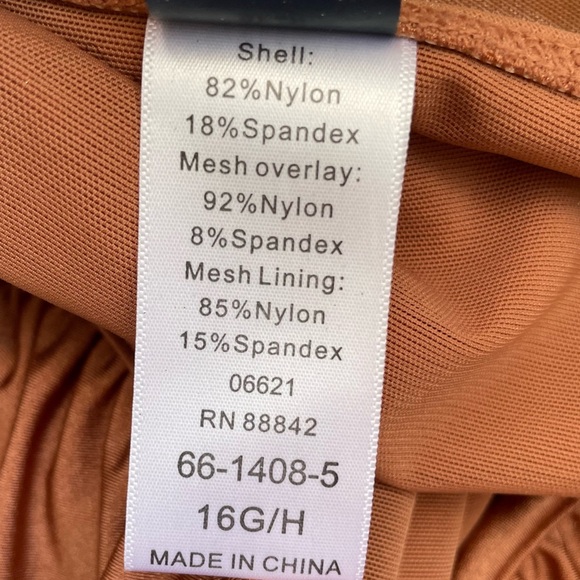 Shell:
82%Nylon
18%Spandex
Mesh overlay:
92%Nylon
8%Spandex
Mesh Lining:
85%Nylon
15%Spandex
06621
RN 88842
66-1408-5
16G/H
MADE IN CHINA